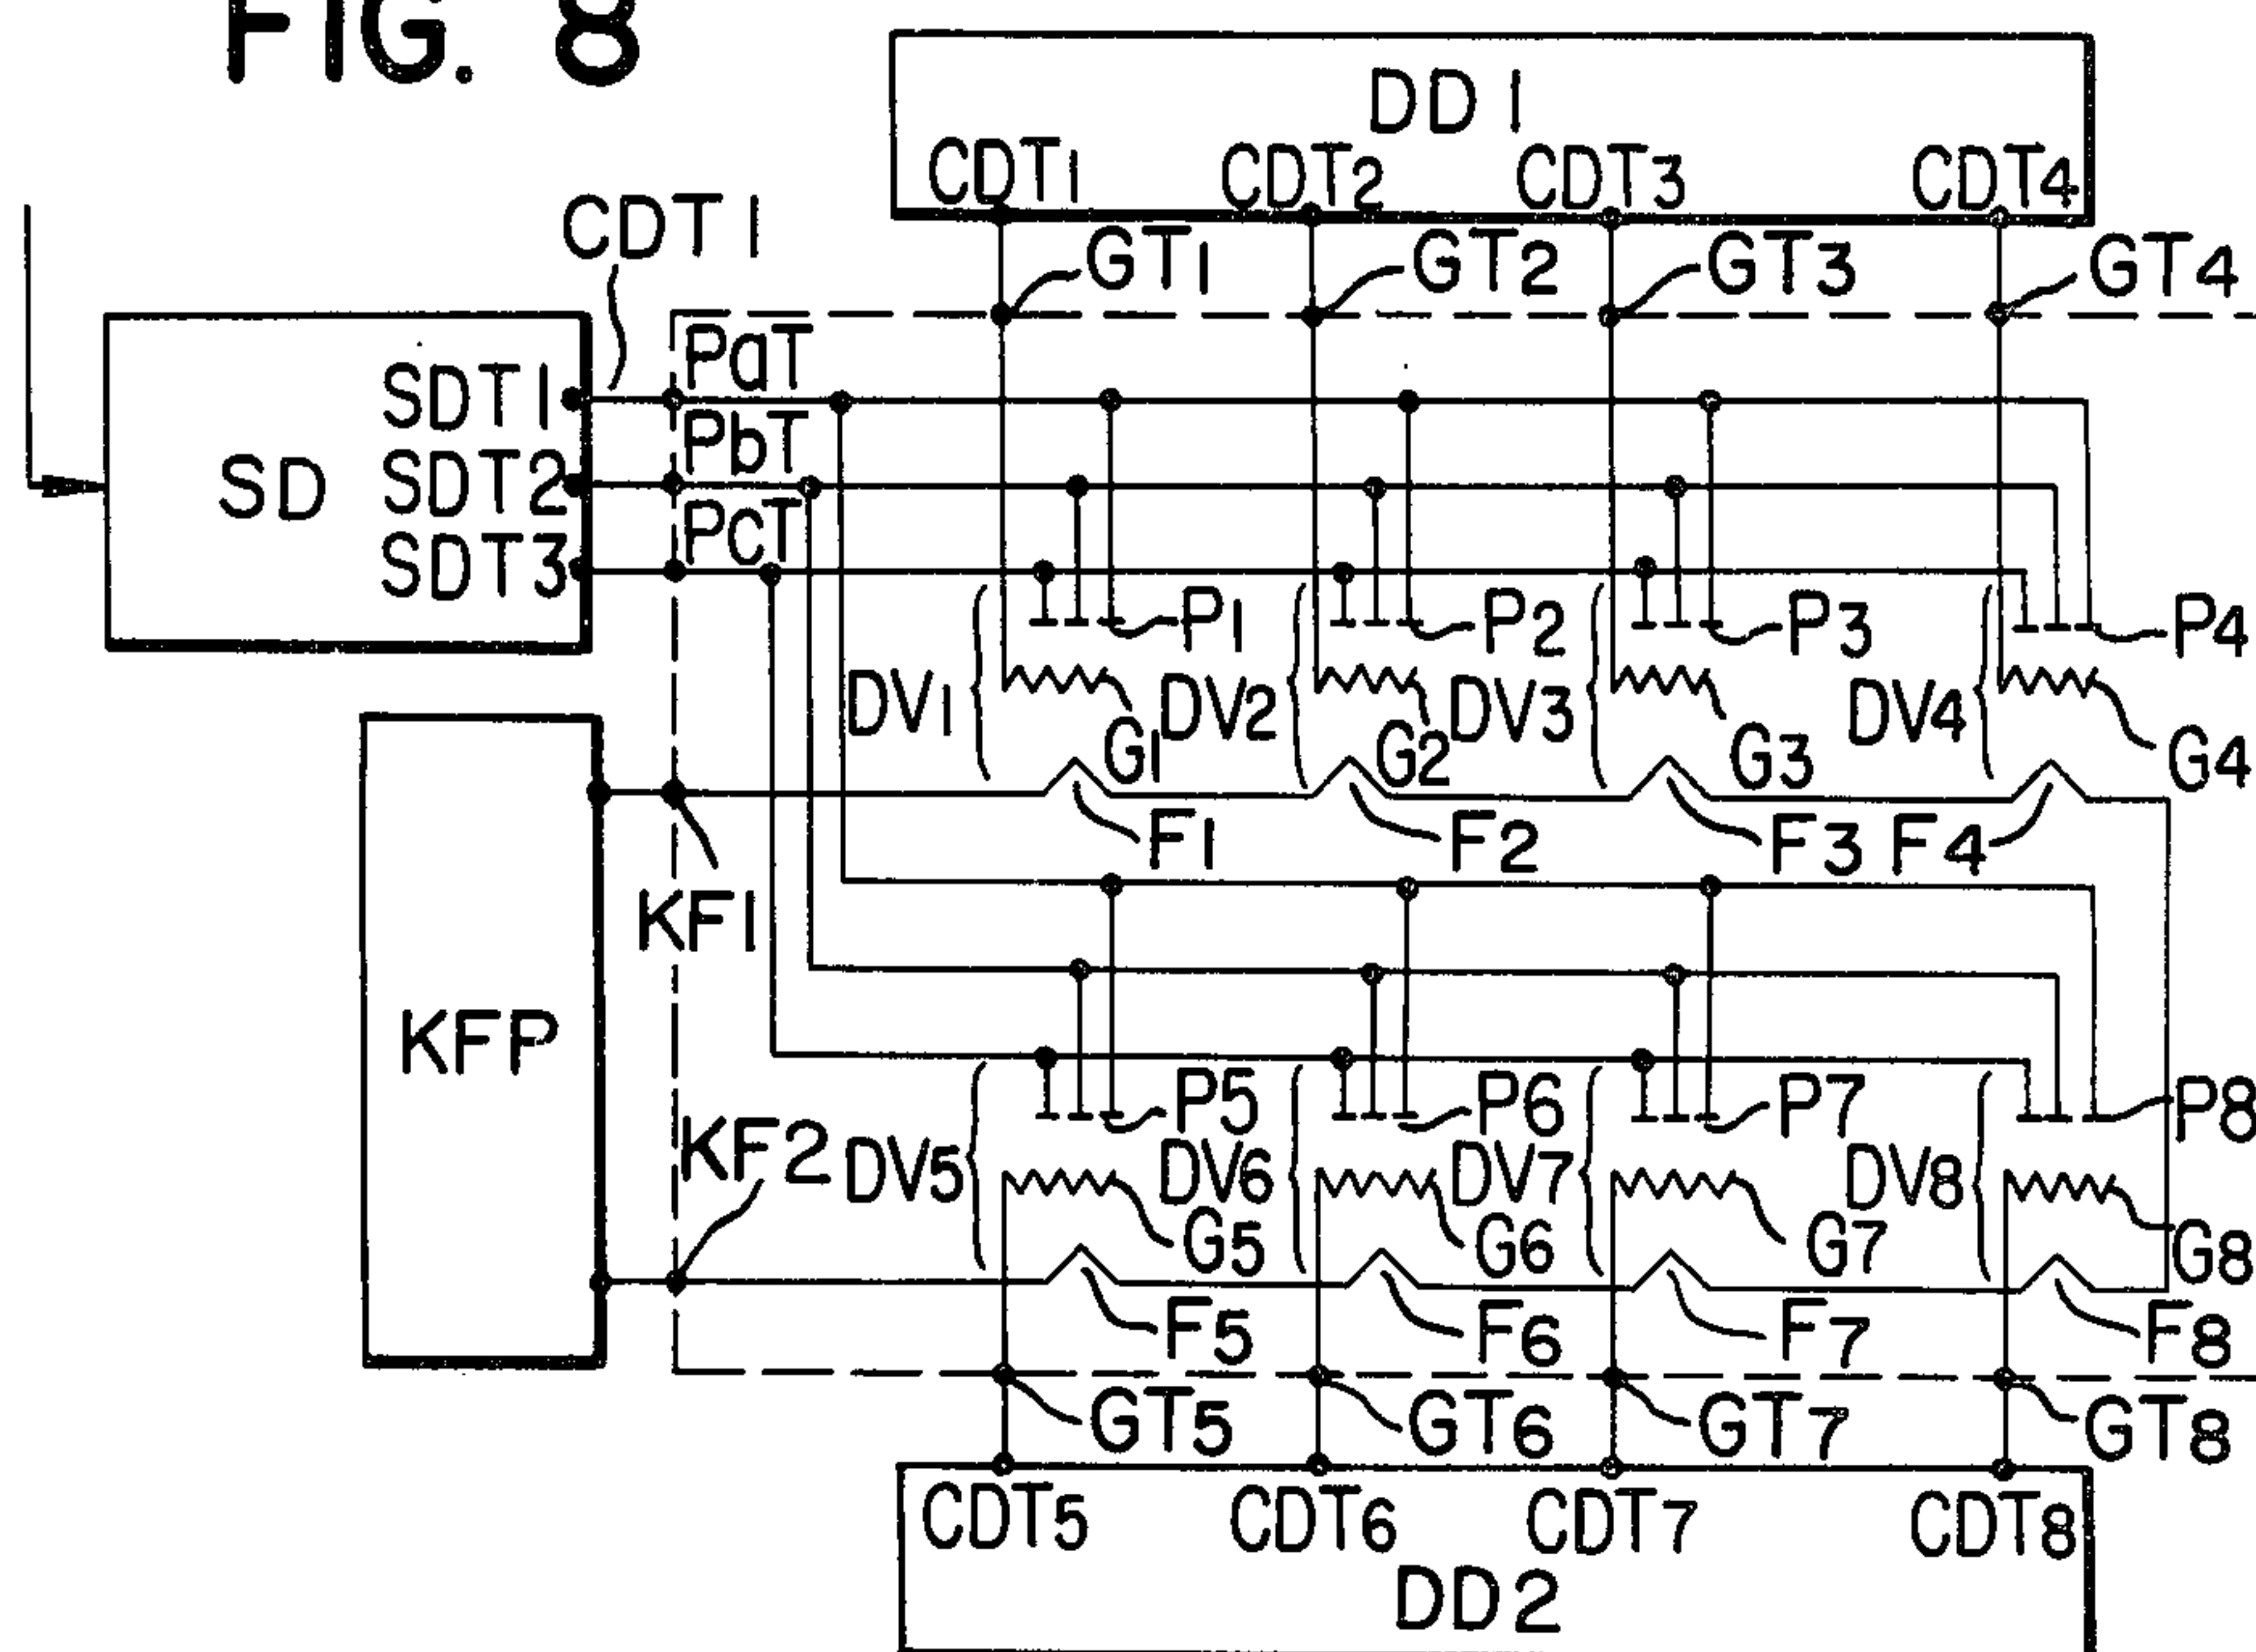 FIG. 8
DD1
CDT1 CDT2 CDT3 CDT4
CDT1
GT1 GT2 GT3 GT4
PaT
SDT1
PbT
SD SDT2
PcT
SDT3
P1 P2 P3 P4
DV1 DV2 DV3 DV4
G1 G2 G3 G4
F1 F2 F3 F4
KF1
KFP
P5 P6 P7 P8
KF2 DV5 DV6 DV7 DV8
G5 G6 G7 G8
F5 F6 F7 F8
GT5 GT6 GT7 GT8
CDT5 CDT6 CDT7 CDT8
DD2